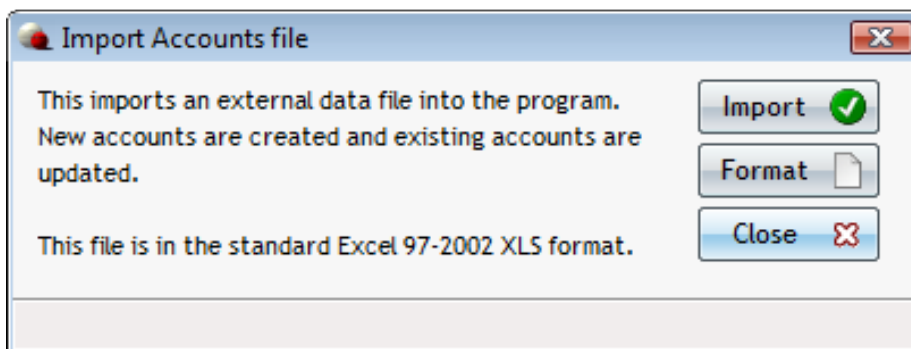 Import Accounts file
This imports an external data file into the program.
New accounts are created and existing accounts are
updated.
This file is in the standard Excel 97-2002 XLS format.
Import
Format
Close